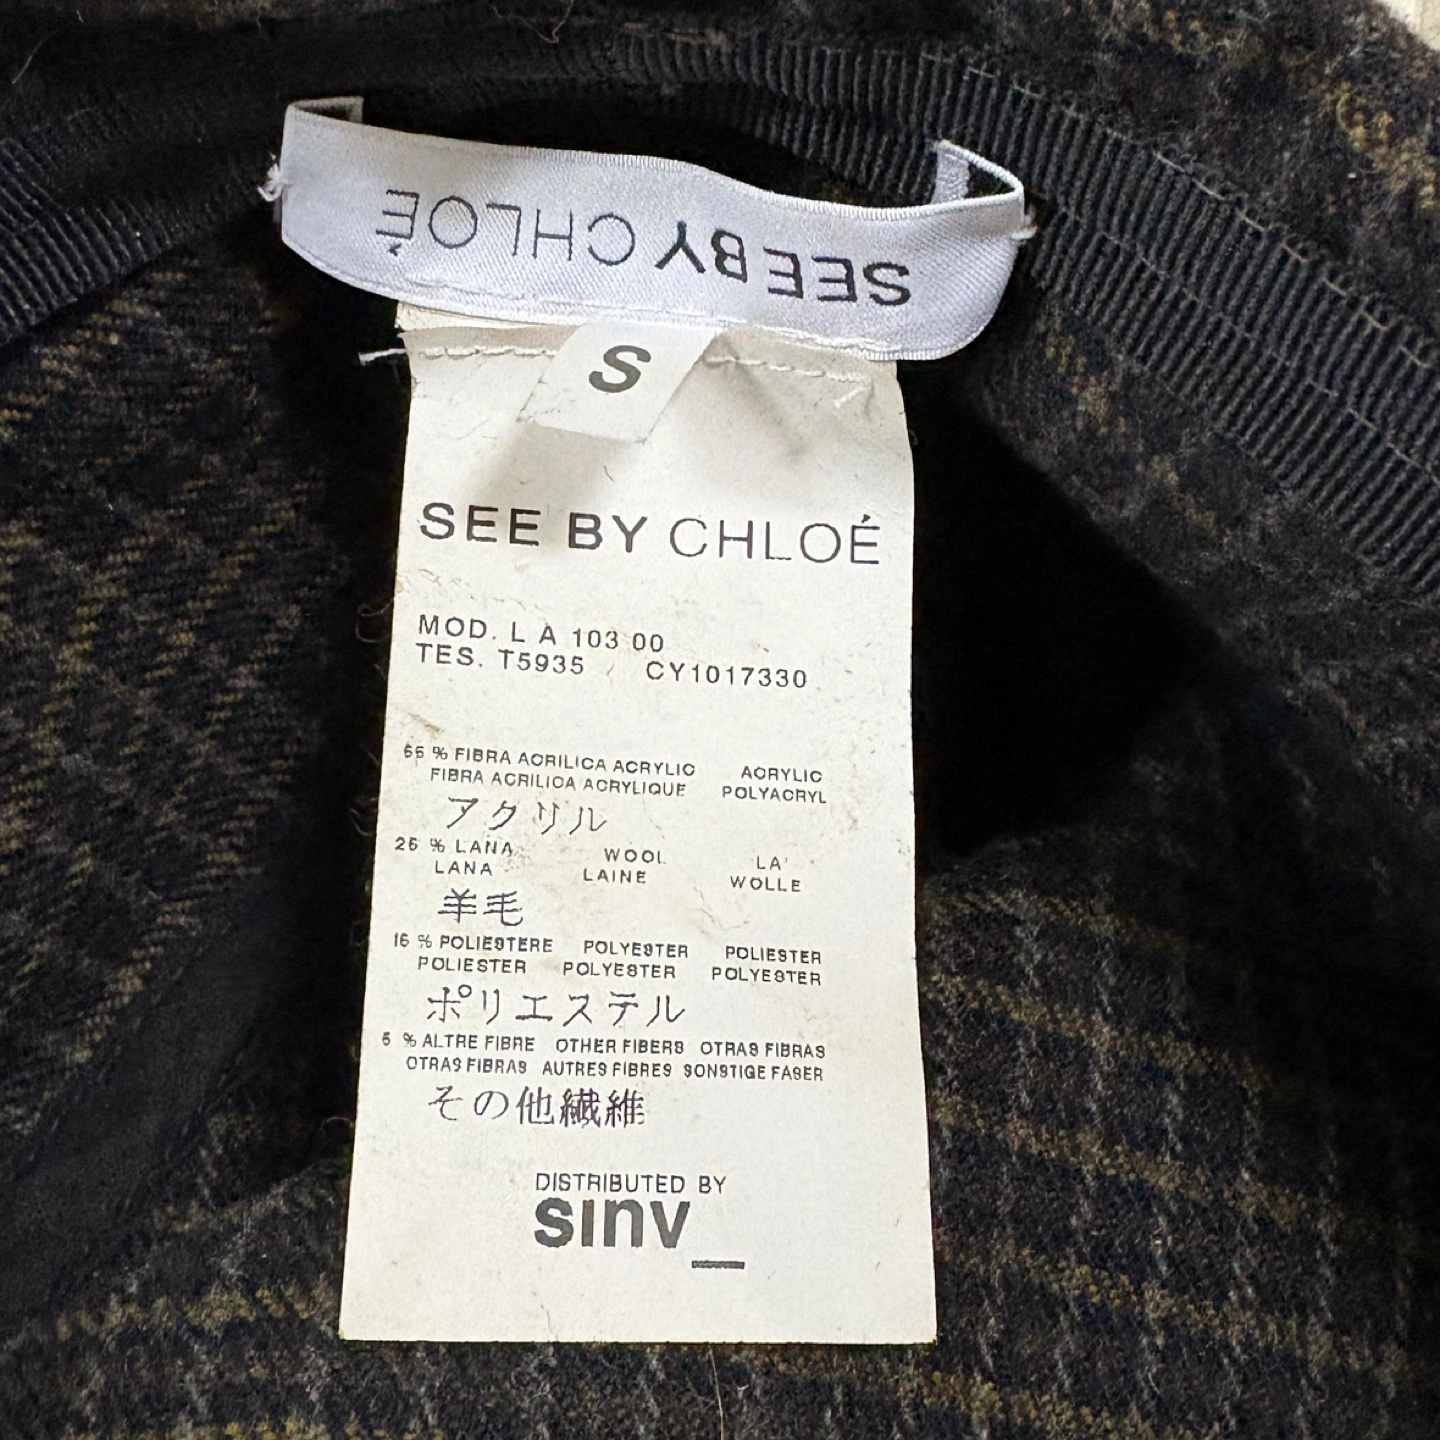 SEE BY CHLOÉ
S
SEE BY CHLOÉ
MOD. L A 103 00
TES. T5935 CY1017330
55 % FIBRA ACRILICA ACRYLIC ACRYLIC
FIBRA ACRILICA ACRYLIQUE POLYACRYL
アクリル
25 % LANA WOOL LA'
LANA LAINE WOLLE
羊毛
15 % POLIESTERE POLYESTER POLIESTER
POLIESTER POLYESTER POLYESTER
ポリエステル
5 % ALTRE FIBRE OTHER FIBERS OTRAS FIBRAS
OTRAS FIBRAS AUTRES FIBRES SONSTIGE FASER
その他繊維
DISTRIBUTED BY
sınv_